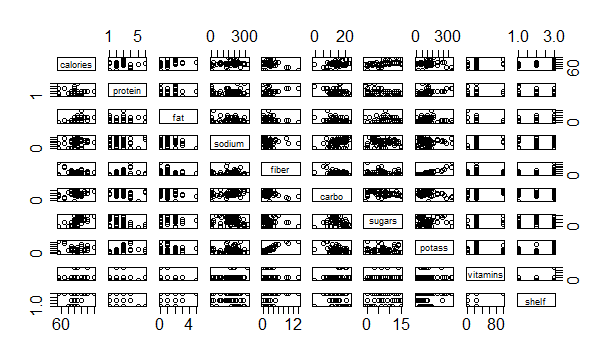 1 5 0 300 0 20 0 300 1.0 3.0
calories 60
1 protein
fat 0
0 sodium
fiber 0
0 carbo
sugars 0
0 potass
vitamins 0
1.0 shelf
60 0 4 0 12 0 15 0 80